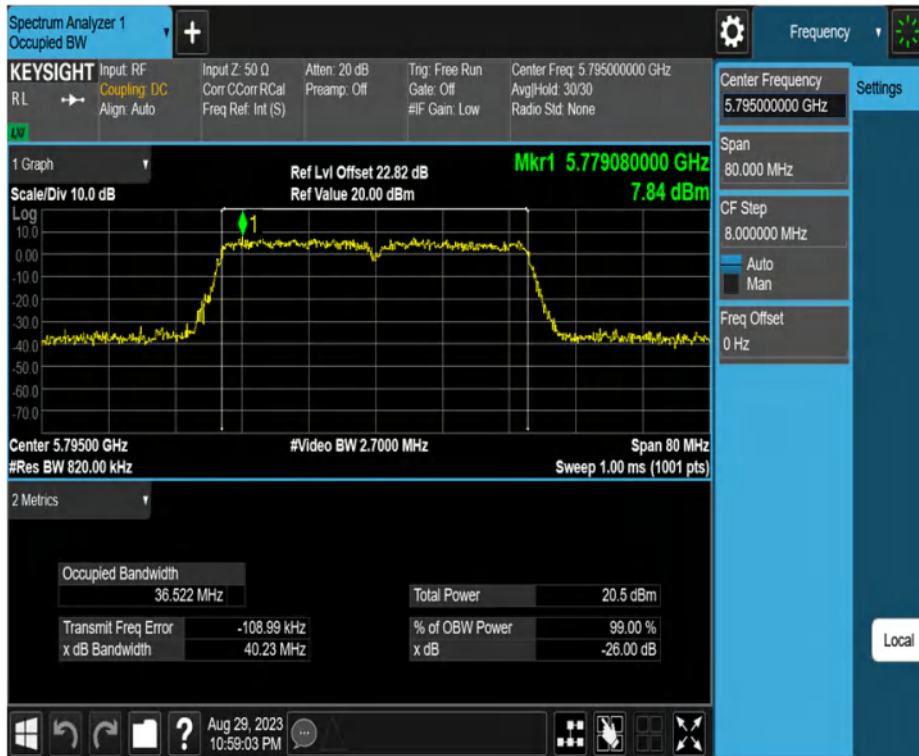 Spectrum Analyzer 1
Occupied BW
+
Frequency
KEYSIGHT
RL
LXI
Input: RF
Coupling: DC
Align: Auto
Input Z: 50 Ω
Corr CCorr RCal
Freq Ref: Int (S)
Atten: 20 dB
Preamp: Off
Trig: Free Run
Gate: Off
#IF Gain: Low
Center Freq: 5.795000000 GHz
Avg|Hold: 30/30
Radio Std: None
Center Frequency
5.795000000 GHz
Settings
Span
80.000 MHz
CF Step
8.000000 MHz
Auto
Man
Freq Offset
0 Hz
1 Graph
Scale/Div 10.0 dB
Ref Lvl Offset 22.82 dB
Ref Value 20.00 dBm
Mkr1 5.779080000 GHz
7.84 dBm
Log
10.0
0.00
-10.0
-20.0
-30.0
-40.0
-50.0
-60.0
-70.0
1
Center 5.79500 GHz
#Video BW 2.7000 MHz
Span 80 MHz
#Res BW 820.00 kHz
Sweep 1.00 ms (1001 pts)
2 Metrics
Occupied Bandwidth
36.522 MHz
Total Power 20.5 dBm
Transmit Freq Error -108.99 kHz
% of OBW Power 99.00 %
x dB Bandwidth 40.23 MHz
x dB -26.00 dB
Local
?
Aug 29, 2023
10:59:03 PM